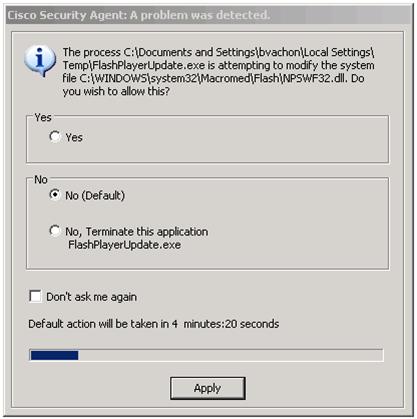 Cisco Security Agent: A problem was detected.
The process C:\Documents and Settings\bvachon\Local Settings\
Temp\FlashPlayerUpdate.exe is attempting to modify the system
file C:\WINDOWS\system32\Macromed\Flash\NPSWF32.dll. Do
you wish to allow this?
Yes
Yes
No
No (Default)
No, Terminate this application
FlashPlayerUpdate.exe
Don't ask me again
Default action will be taken in 4 minutes:20 seconds
Apply